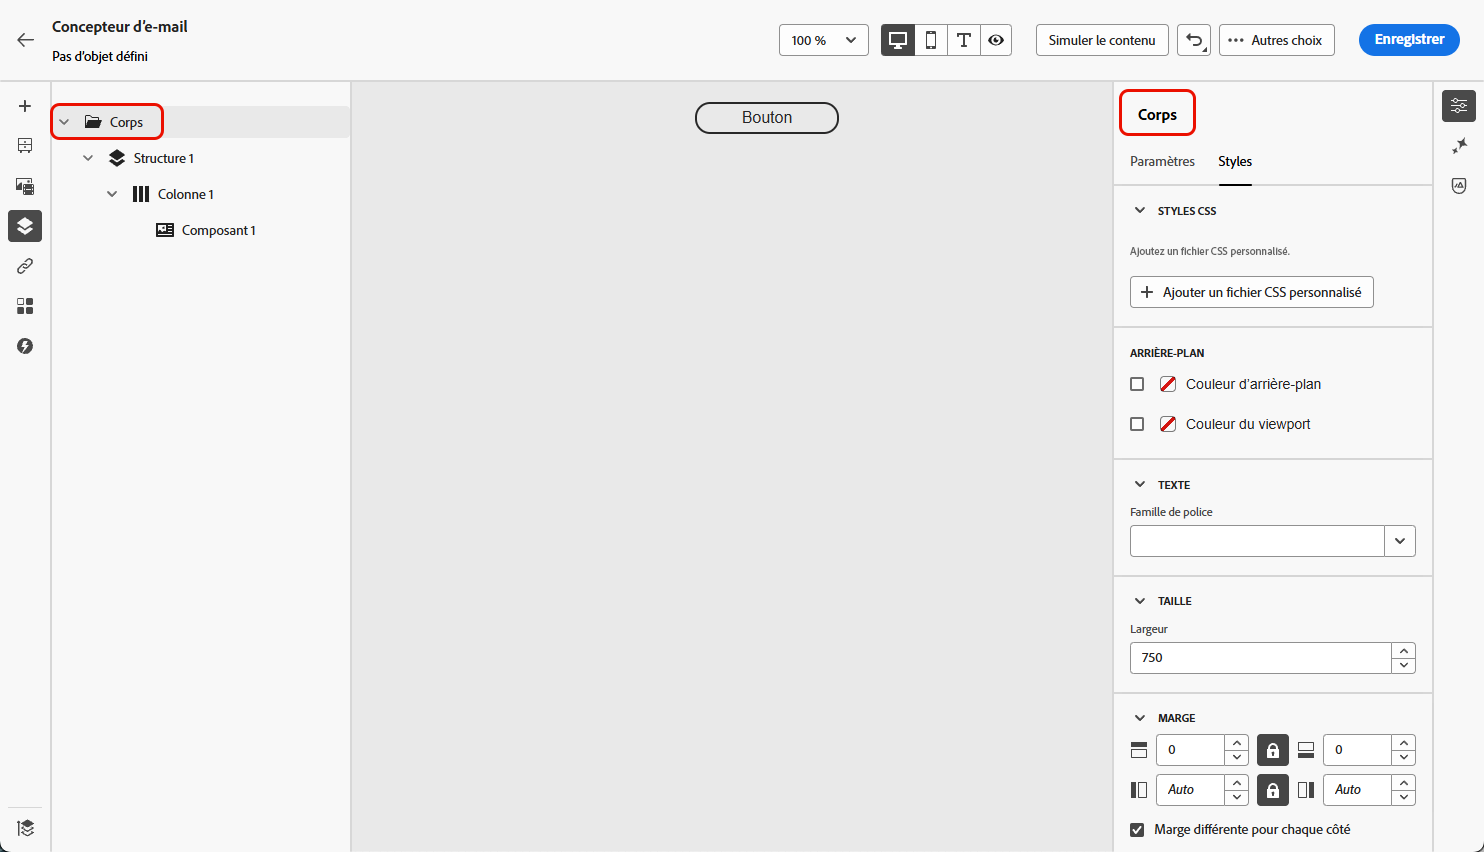 Concepteur d'e-mail
Pas d'objet défini
100 %
Simuler le contenu
Autres choix
Enregistrer
Corps
Structure 1
Colonne 1
Composant 1
Bouton
Corps
Paramètres
Styles
STYLES CSS
Ajoutez un fichier CSS personnalisé.
Ajouter un fichier CSS personnalisé
ARRIÈRE-PLAN
Couleur d'arrière-plan
Couleur du viewport
TEXTE
Famille de police
TAILLE
Largeur
750
MARGE
0
0
Auto
Auto
Marge différente pour chaque côté